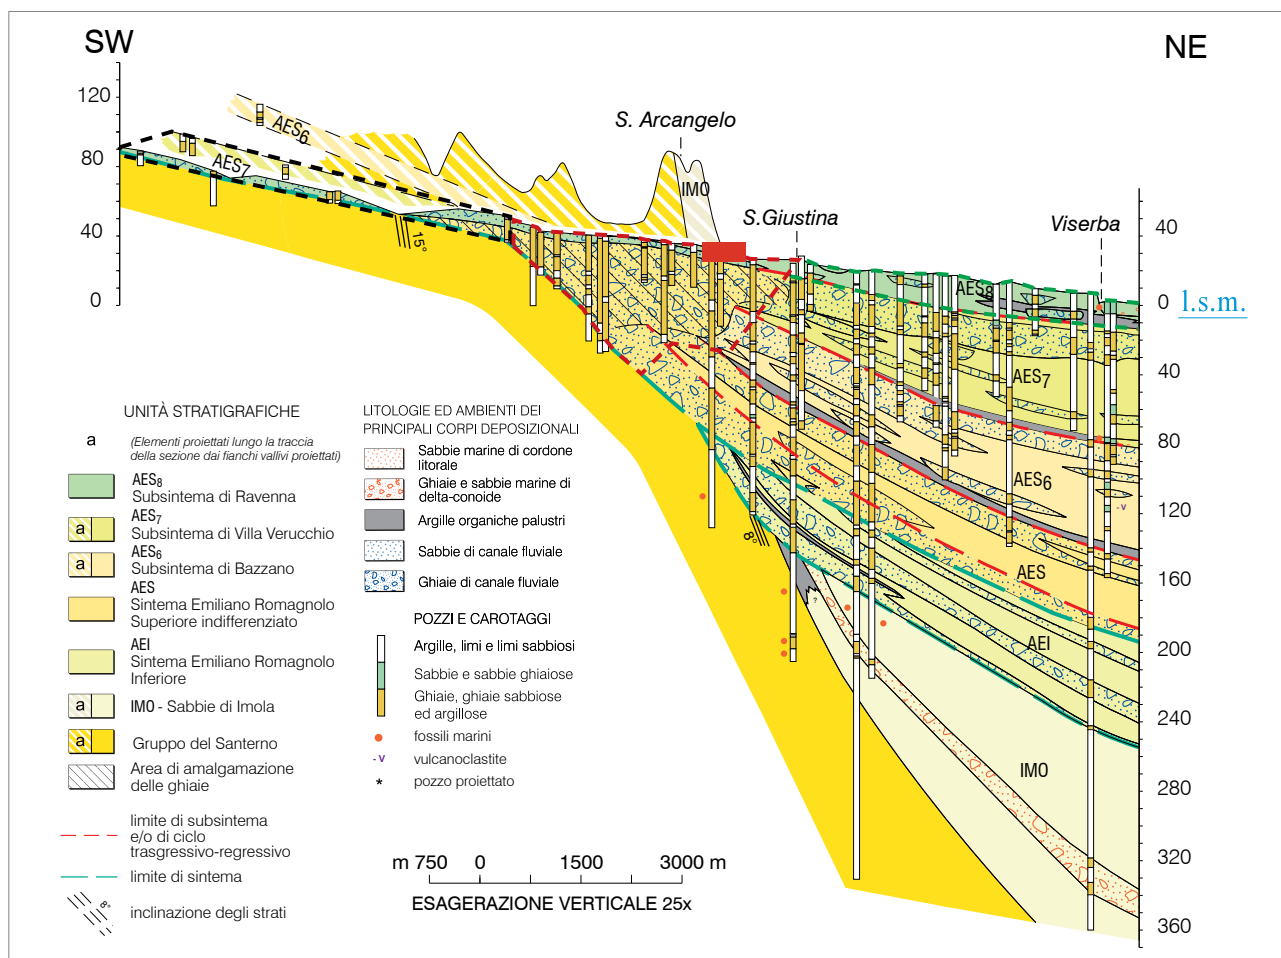 SW
NE
S. Arcangelo
S.Giustina
Viserba
120
80
40
0
AES6
AES7
IMO
15°
8°
?
AES8
AES7
AES6
AES
AEI
IMO
- V
40
0
40
80
120
160
200
240
280
320
360
l.s.m.
UNITÀ STRATIGRAFICHE
a
(Elementi proiettati lungo la traccia
della sezione dai fianchi vallivi proiettati)
AES8
Subsintema di Ravenna
a
AES7
Subsintema di Villa Verucchio
a
AES6
Subsintema di Bazzano
AES
Sintema Emiliano Romagnolo
Superiore indifferenziato
AEI
Sintema Emiliano Romagnolo
Inferiore
a
IMO - Sabbie di Imola
a
Gruppo del Santerno
Area di amalgamazione
delle ghiaie
limite di subsintema
e/o di ciclo
trasgressivo-regressivo
limite di sintema
8°
inclinazione degli strati
LITOLOGIE ED AMBIENTI DEI
PRINCIPALI CORPI DEPOSIZIONALI
Sabbie marine di cordone
litorale
Ghiaie e sabbie marine di
delta-conoide
Argille organiche palustri
Sabbie di canale fluviale
Ghiaie di canale fluviale
POZZI E CAROTAGGI
Argille, limi e limi sabbiosi
Sabbie e sabbie ghiaiose
Ghiaie, ghiaie sabbiose
ed argillose
fossili marini
- V
vulcanoclastite
*
pozzo proiettato
m 750 0 1500 3000 m
ESAGERAZIONE VERTICALE 25x